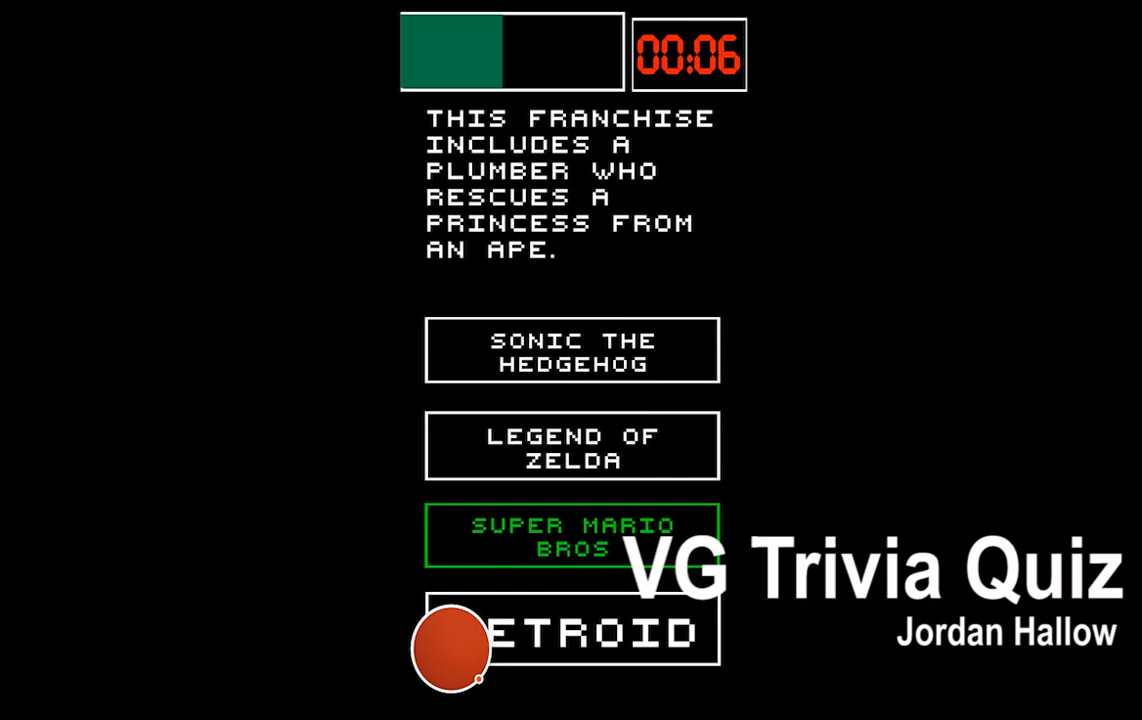 00:06
THIS FRANCHISE
INCLUDES A
PLUMBER WHO
RESCUES A
PRINCESS FROM
AN APE.
SONIC THE
HEDGEHOG
LEGEND OF
ZELDA
SUPER MARIO
BROS
VG Trivia Quiz
ETROID
Jordan Hallow